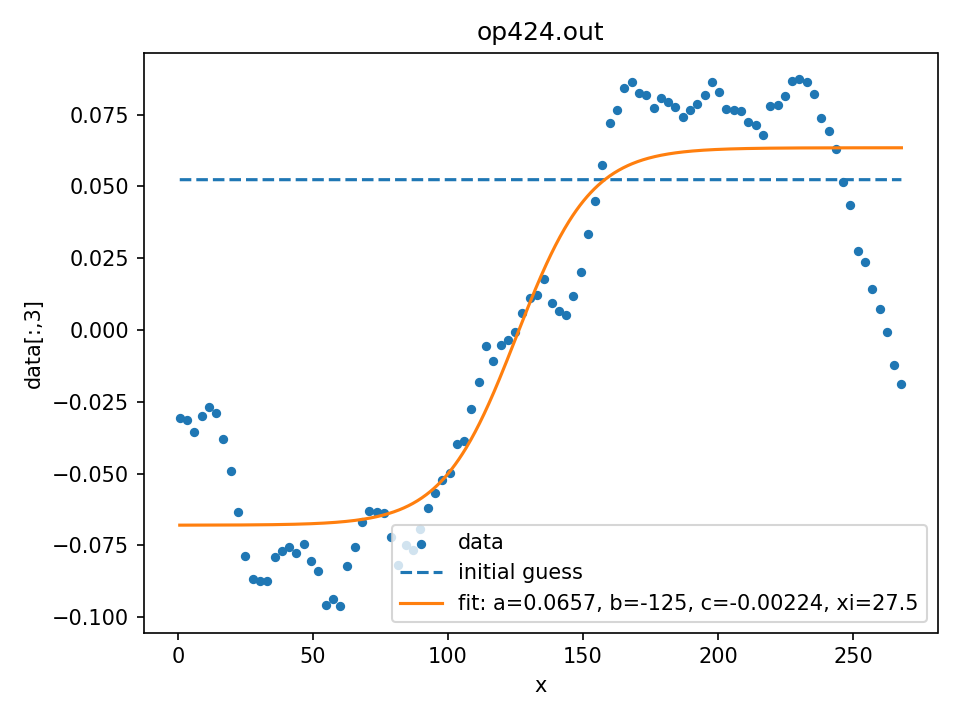 op424.out
data[:,3]
0.075
0.050
0.025
0.000
−0.025
−0.050
−0.075
−0.100
data
initial guess
fit: a=0.0657, b=-125, c=-0.00224, xi=27.5
0 50 100 150 200 250
x